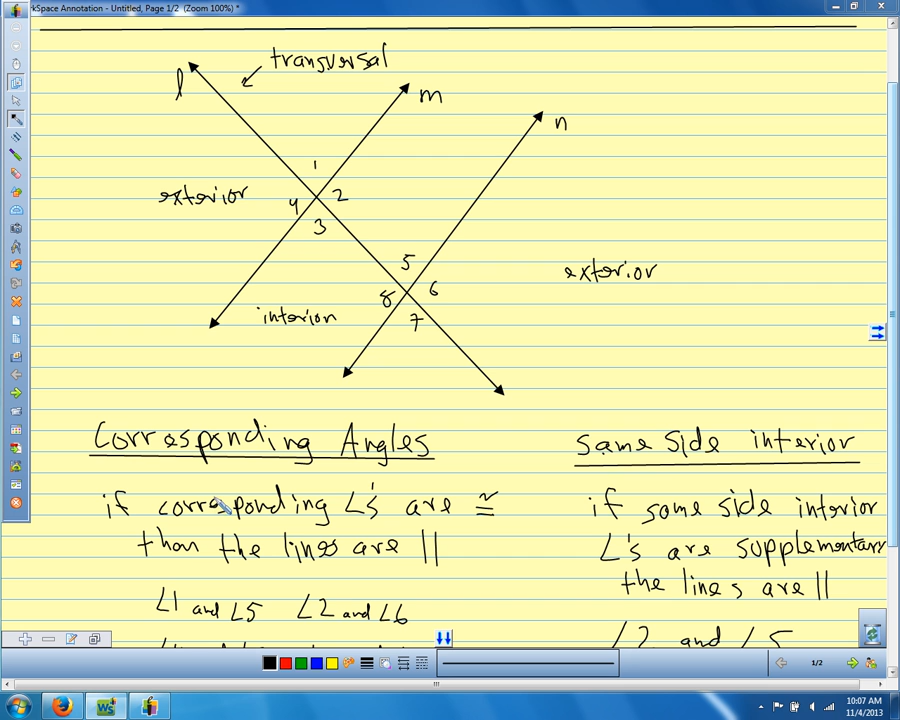 rkSpace Annotation - Untitled, Page 1/2 (Zoom 100%) *
transversal
l
m
n
1
exterior
4 2
3
5
exterior
8 6
interior
7
Corresponding Angles
same side interior
if corresponding ∠'s are ≅
if same side interior
than the lines are ||
∠'s are supplementary
the lines are ||
∠1 and ∠5 ∠2 and ∠6
∠2 and ∠5
1/2
10:07 AM
11/4/2013